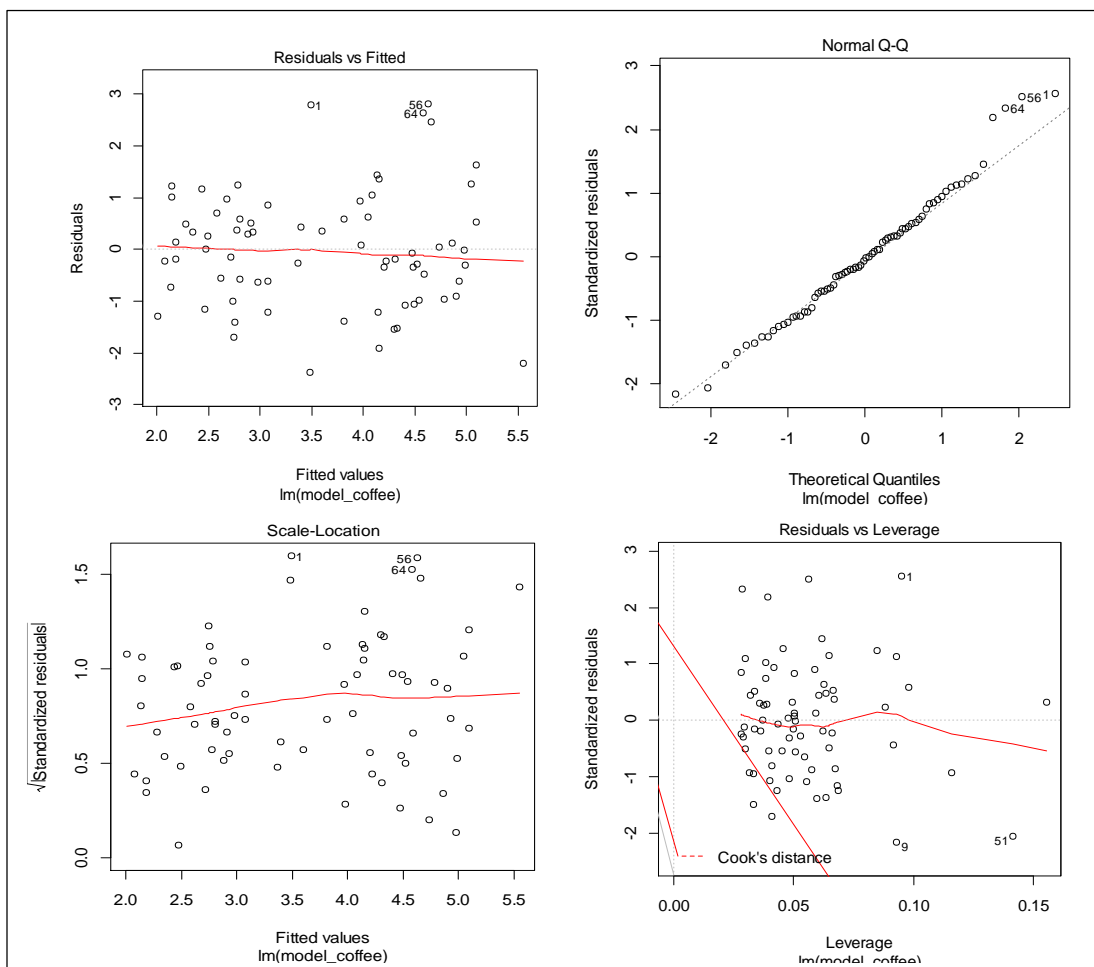 Residuals vs Fitted
Residuals
3
2
1
0
-1
-2
-3
1
56
64
2.0 2.5 3.0 3.5 4.0 4.5 5.0 5.5
Fitted values
lm(model_coffee)
Normal Q-Q
Standardized residuals
3
2
1
0
-1
-2
56 1
64
-2 -1 0 1 2
Theoretical Quantiles
lm(model_coffee)
Scale-Location
√|Standardized residuals|
1.5
1.0
0.5
0.0
1
56
64
2.0 2.5 3.0 3.5 4.0 4.5 5.0 5.5
Fitted values
lm(model_coffee)
Residuals vs Leverage
Standardized residuals
3
2
1
0
-1
-2
1
51
9
Cook's distance
0.00 0.05 0.10 0.15
Leverage
lm(model_coffee)